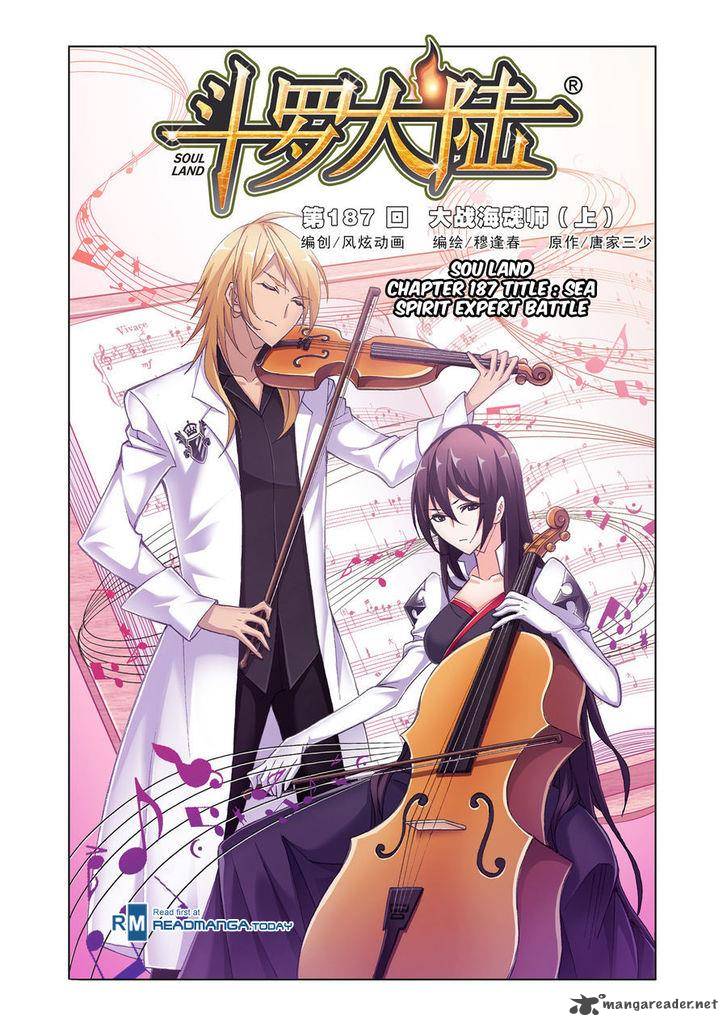 斗罗大陆®
SOUL
LAND
第187 回 大战海魂师(上)
编创/风炫动画 编绘/穆逢春 原作/唐家三少
SOU LAND
CHAPTER 187 TITLE : SEA
SPIRIT EXPERT BATTLE
Vivace
mf
RM Read first at
READMANGA.TODAY
mangareader.net